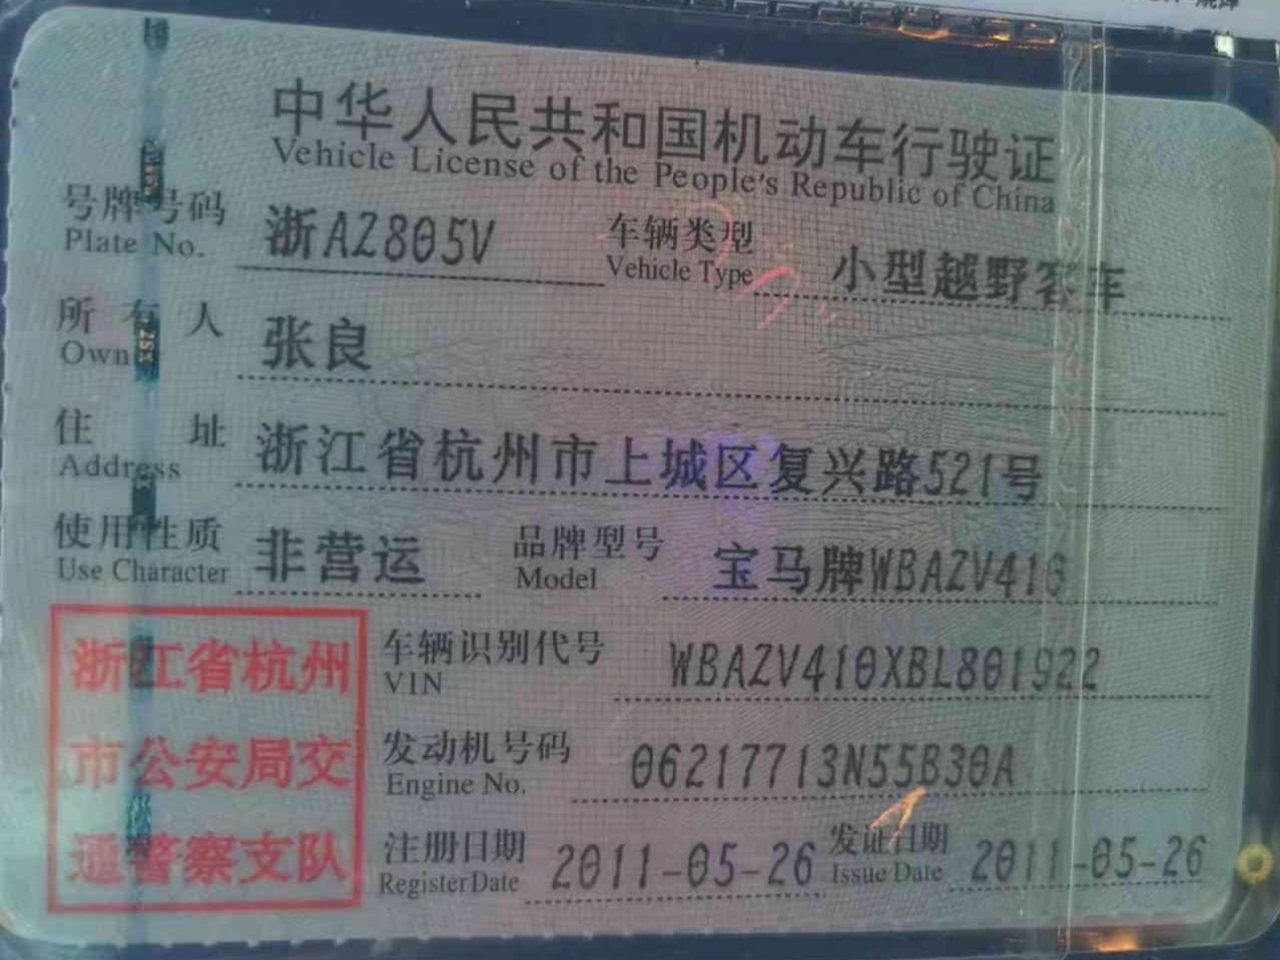 中华人民共和国机动车行驶证
Vehicle License of the People's Republic of China
号牌号码 浙AZ805V 车辆类型 小型越野客车
Plate No. Vehicle Type
所有人 张良
Own
住址 浙江省杭州市上城区复兴路521号
Address
使用性质 非营运 品牌型号 宝马牌WBAZV41G
Use Character Model
浙江省杭州 车辆识别代号 WBAZV410XBL801922
VIN
市公安局交 发动机号码 06217713N55B30A
Engine No.
通警察支队 注册日期 2011-05-26 发证日期 2011-05-26
Register Date Issue Date